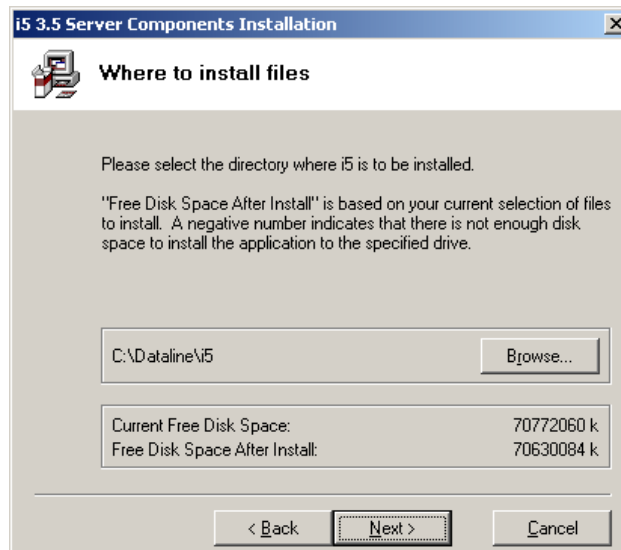 i5 3.5 Server Components Installation
Where to install files
Please select the directory where i5 is to be installed.
"Free Disk Space After Install" is based on your current selection of files
to install. A negative number indicates that there is not enough disk
space to install the application to the specified drive.
C:\Dataline\i5
Browse...
Current Free Disk Space: 70772060 k
Free Disk Space After Install: 70630084 k
< Back Next > Cancel